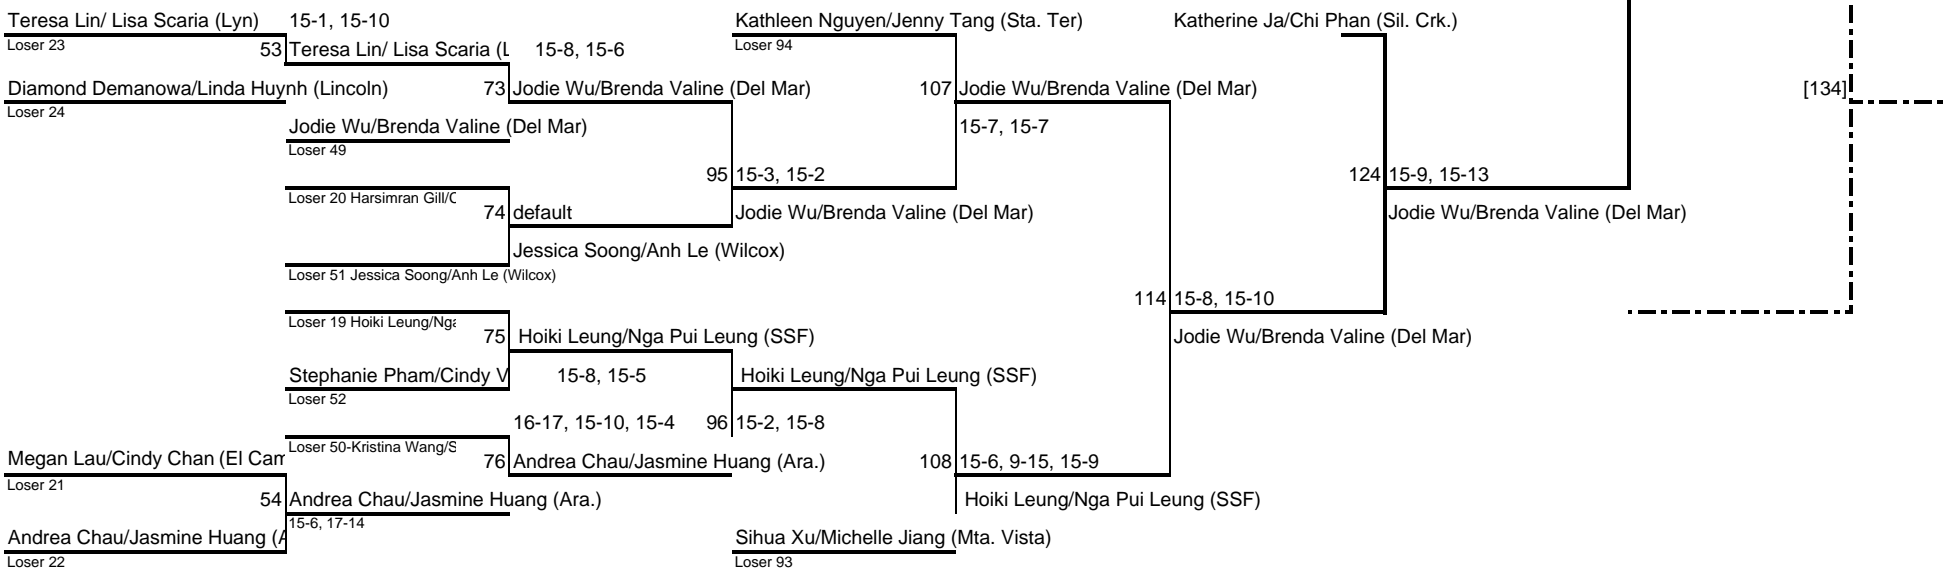 Teresa Lin/ Lisa Scaria (Lyn) 15-1, 15-10 Kathleen Nguyen/Jenny Tang (Sta. Ter) Katherine Ja/Chi Phan (Sil. Crk.)
Loser 23 53 Teresa Lin/ Lisa Scaria (L 15-8, 15-6 Loser 94
Diamond Demanowa/Linda Huynh (Lincoln) 73 Jodie Wu/Brenda Valine (Del Mar) 107 Jodie Wu/Brenda Valine (Del Mar) [134]
Loser 24
Jodie Wu/Brenda Valine (Del Mar) 15-7, 15-7
Loser 49
95 15-3, 15-2 124 15-9, 15-13
Loser 20 Harsimran Gill/C
74 default Jodie Wu/Brenda Valine (Del Mar) Jodie Wu/Brenda Valine (Del Mar)
Jessica Soong/Anh Le (Wilcox)
Loser 51 Jessica Soong/Anh Le (Wilcox)
114 15-8, 15-10
Loser 19 Hoiki Leung/Nga
75 Hoiki Leung/Nga Pui Leung (SSF) Jodie Wu/Brenda Valine (Del Mar)
Stephanie Pham/Cindy V 15-8, 15-5 Hoiki Leung/Nga Pui Leung (SSF)
Loser 52
16-17, 15-10, 15-4 96 15-2, 15-8
Loser 50-Kristina Wang/S
Megan Lau/Cindy Chan (El Cam 76 Andrea Chau/Jasmine Huang (Ara.) 108 15-6, 9-15, 15-9
Loser 21
54 Andrea Chau/Jasmine Huang (Ara.) Hoiki Leung/Nga Pui Leung (SSF)
15-6, 17-14
Andrea Chau/Jasmine Huang (A Sihua Xu/Michelle Jiang (Mta. Vista)
Loser 22 Loser 93